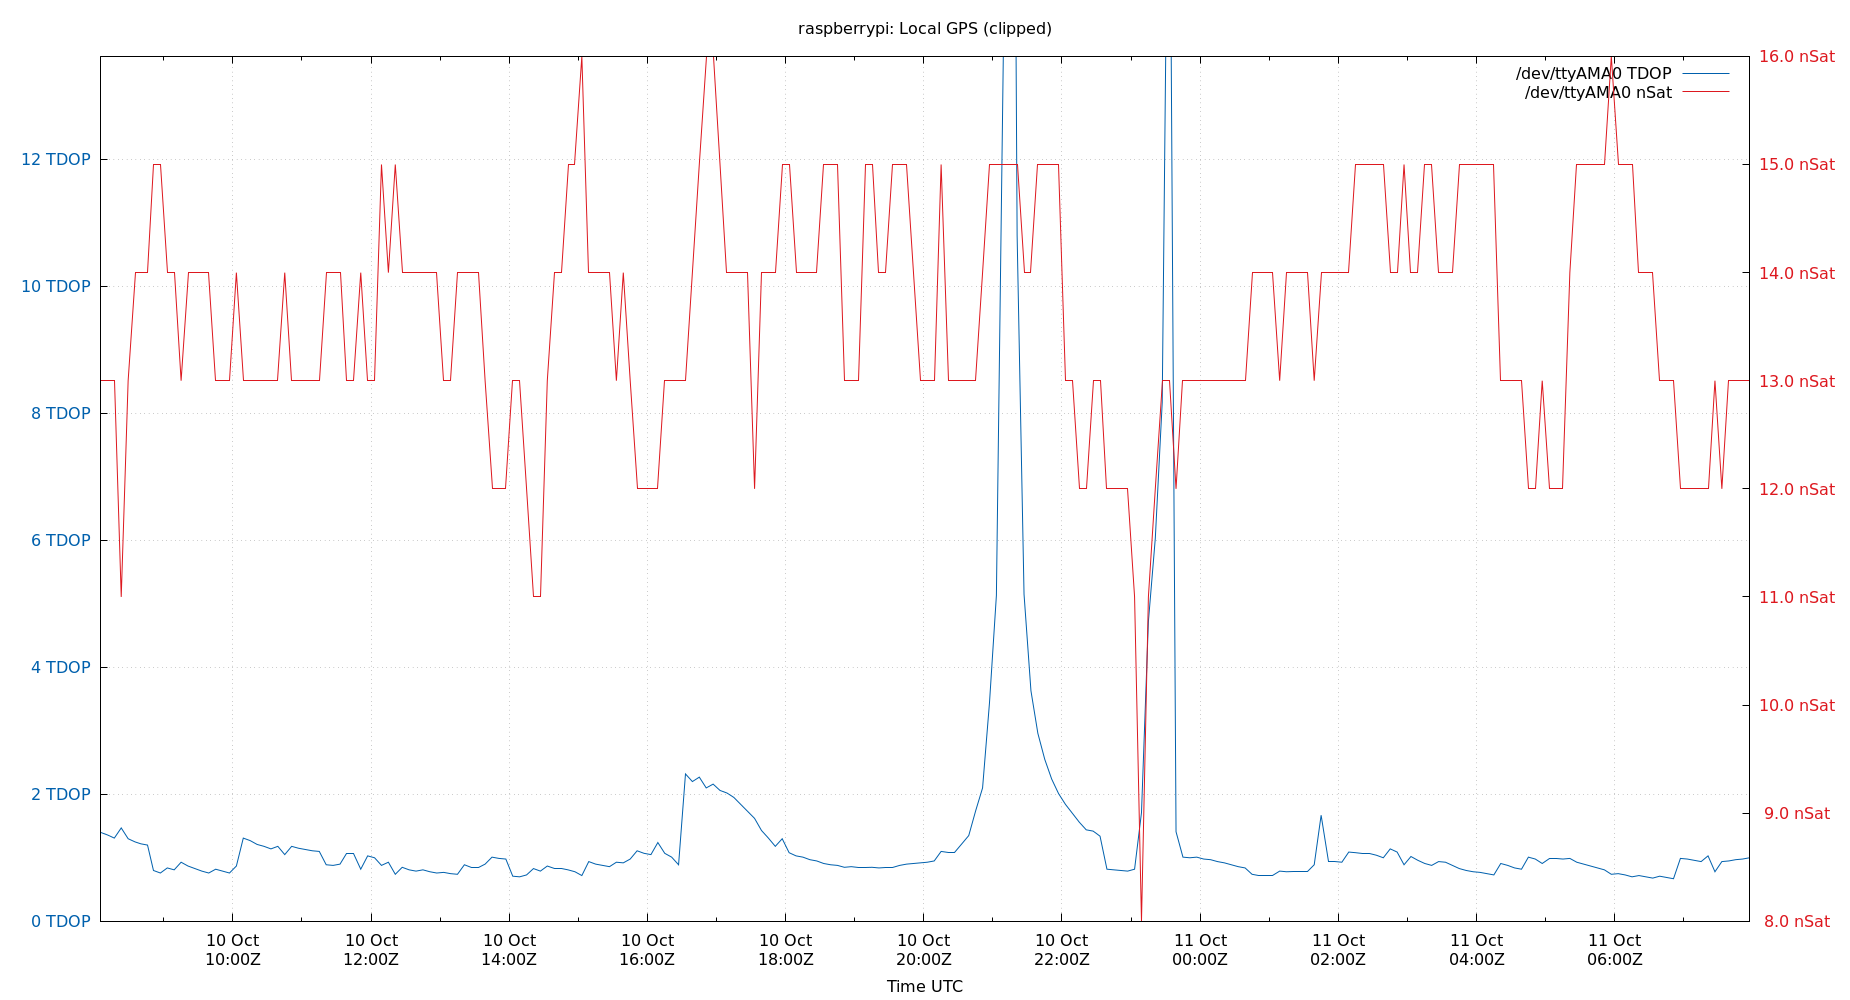 raspberrypi: Local GPS (clipped)
/dev/ttyAMA0 TDOP
/dev/ttyAMA0 nSat
12 TDOP
10 TDOP
8 TDOP
6 TDOP
4 TDOP
2 TDOP
0 TDOP
16.0 nSat
15.0 nSat
14.0 nSat
13.0 nSat
12.0 nSat
11.0 nSat
10.0 nSat
9.0 nSat
8.0 nSat
10 Oct 10 Oct 10 Oct 10 Oct 10 Oct 10 Oct 10 Oct 11 Oct 11 Oct 11 Oct 11 Oct
10:00Z 12:00Z 14:00Z 16:00Z 18:00Z 20:00Z 22:00Z 00:00Z 02:00Z 04:00Z 06:00Z
Time UTC